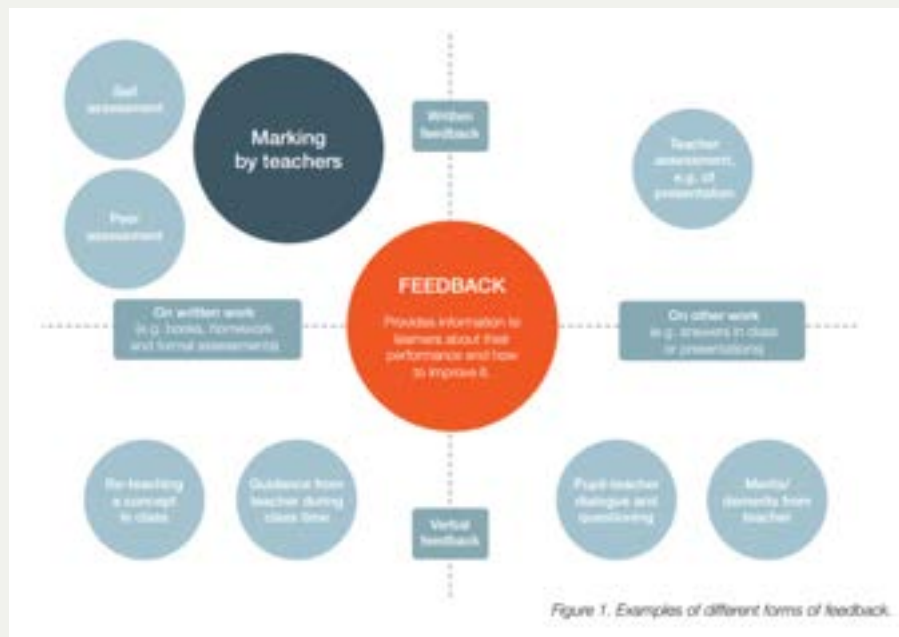 Self
assessment
Marking
by teachers
Written
feedback
Teacher
assessment,
e.g. of
presentation
Peer
assessment
FEEDBACK
Provides information to
learners about their
performance and how
to improve it.
On written work
(e.g. books, homework
and formal assessments)
On other work
(e.g. answers in class
or presentations)
Re-teaching
a concept
to class
Guidance from
teacher during
class time
Verbal
feedback
Pupil-teacher
dialogue and
questioning
Merits/
demerits from
teacher
Figure 1. Examples of different forms of feedback.